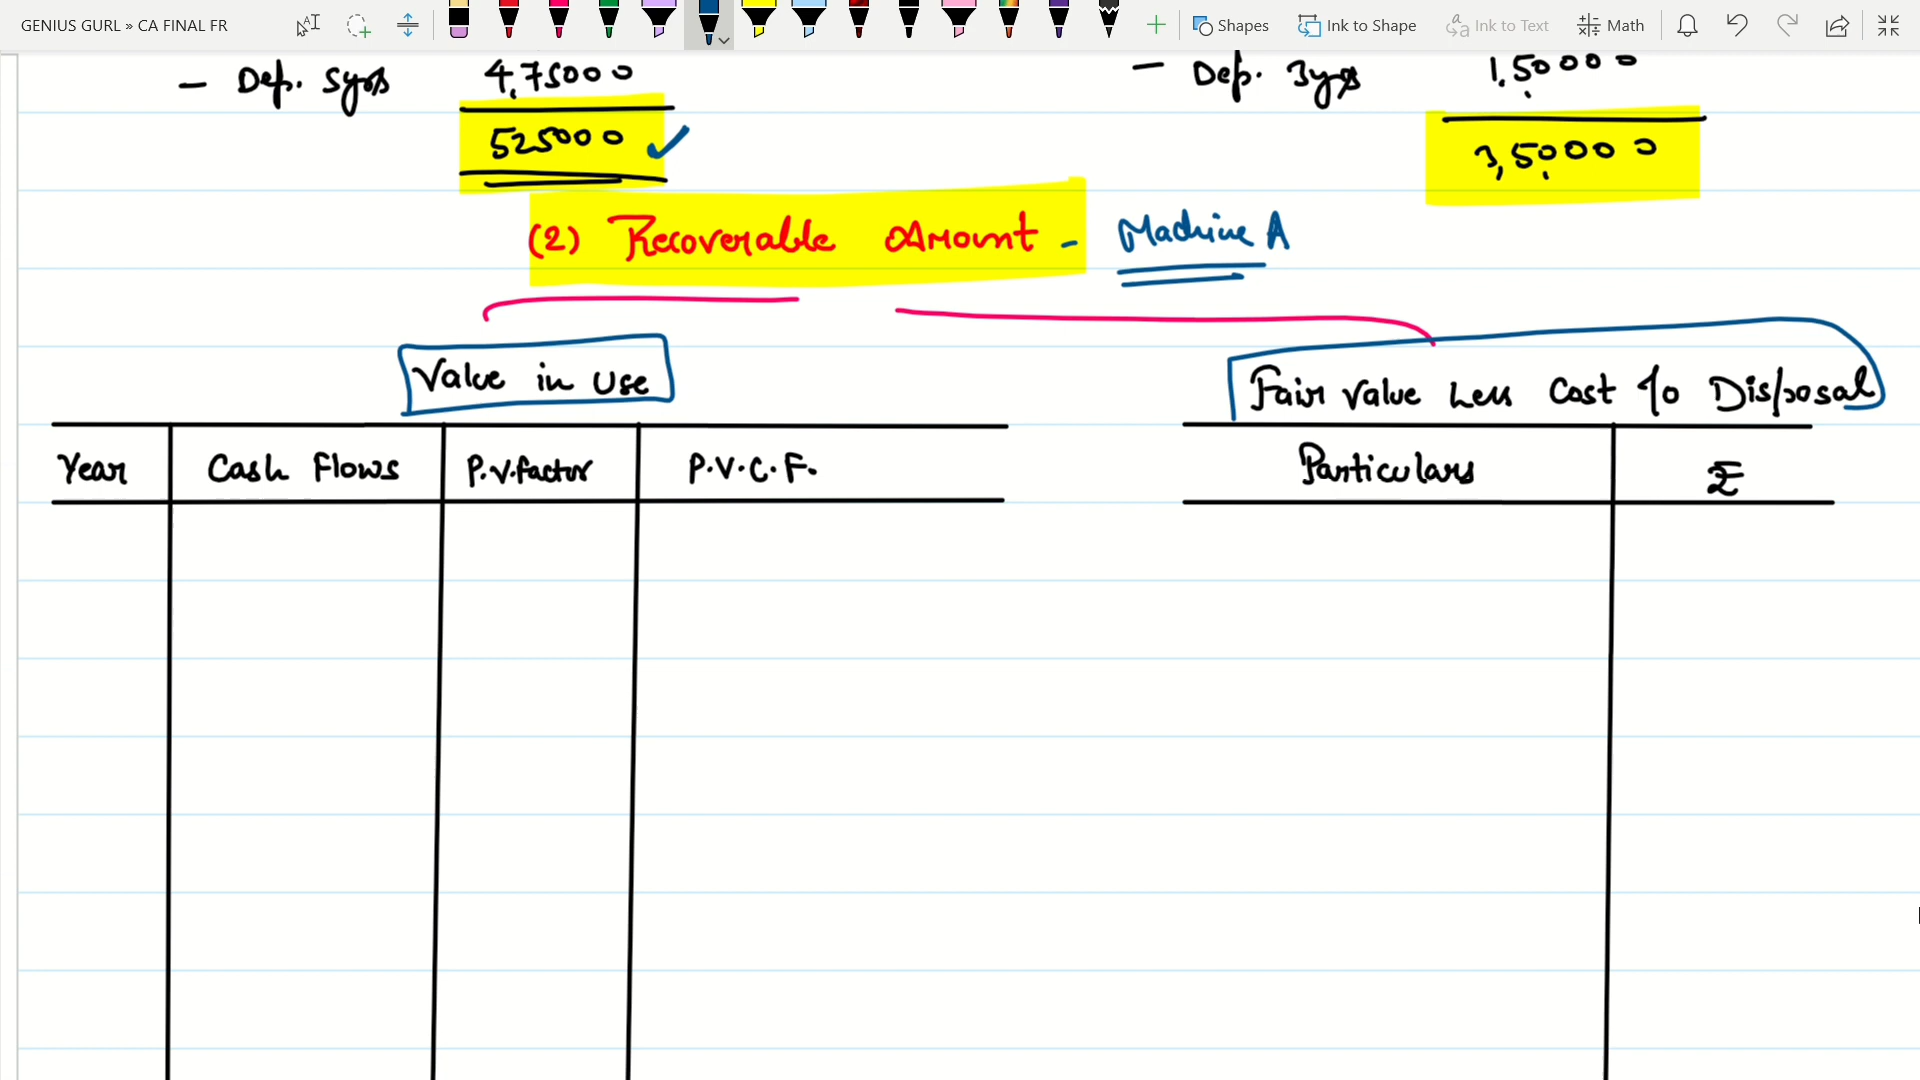 GENIUS GURL » CA FINAL FR
Shapes
Ink to Shape
Ink to Text
Math
- Dep. 5yrs 4,75000
- Dep. 3yrs 1,50000
525000 ✓
3,50000
(2) Recoverable Amount - Machine A
Value in Use
Fair Value Less Cost to Disposal
Year Cash Flows P.V.factor P.V.C.F.
Particulars ₹